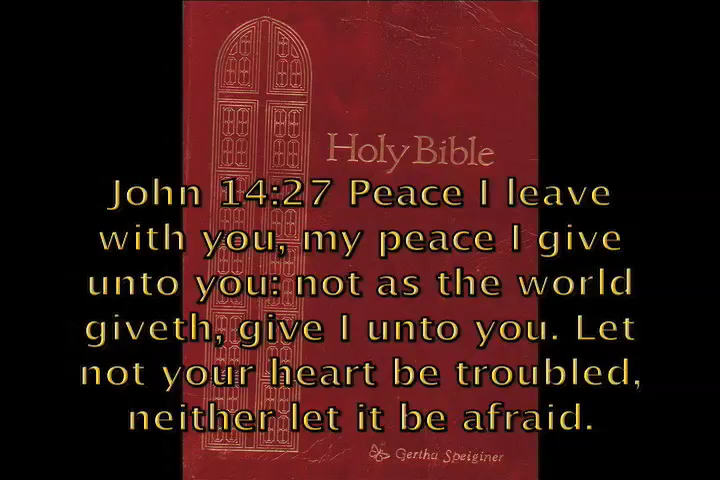 Holy Bible
John 14:27 Peace I leave
with you, my peace I give
unto you: not as the world
giveth, give I unto you. Let
not your heart be troubled,
neither let it be afraid.
Gertha Speiginer